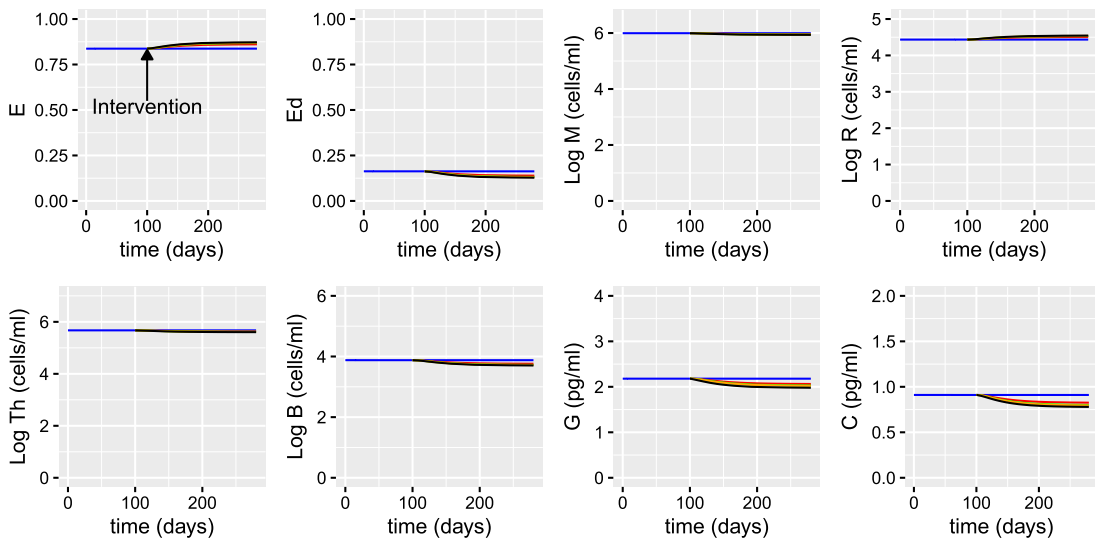 E
1.00
0.75
0.50
0.25
0.00
Intervention
0 100 200
time (days)
Ed
1.00
0.75
0.50
0.25
0.00
0 100 200
time (days)
Log M (cells/ml)
6
4
2
0
0 100 200
time (days)
Log R (cells/ml)
5
4
3
2
1
0
0 100 200
time (days)
Log Th (cells/ml)
6
4
2
0
0 100 200
time (days)
Log B (cells/ml)
6
4
2
0
0 100 200
time (days)
G (pg/ml)
4
3
2
1
0
0 100 200
time (days)
C (pg/ml)
2.0
1.5
1.0
0.5
0.0
0 100 200
time (days)